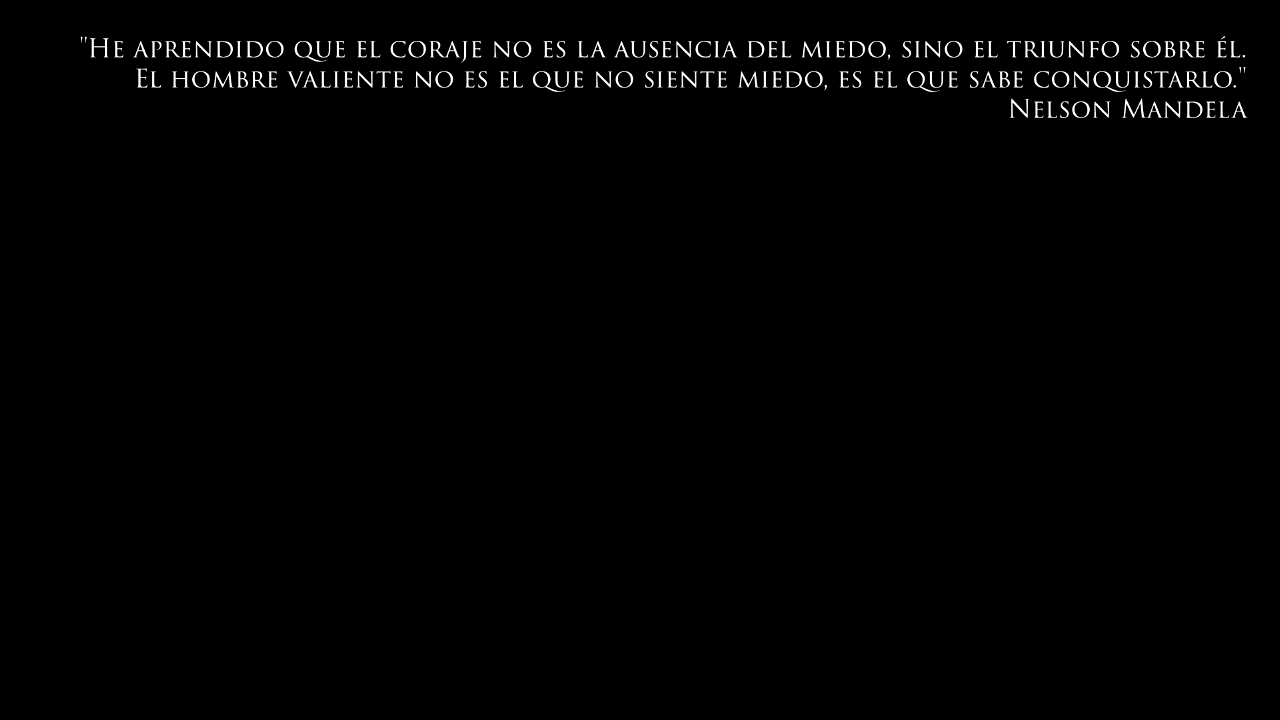 "He aprendido que el coraje no es la ausencia del miedo, sino el triunfo sobre él.
El hombre valiente no es el que no siente miedo, es el que sabe conquistarlo."
Nelson Mandela